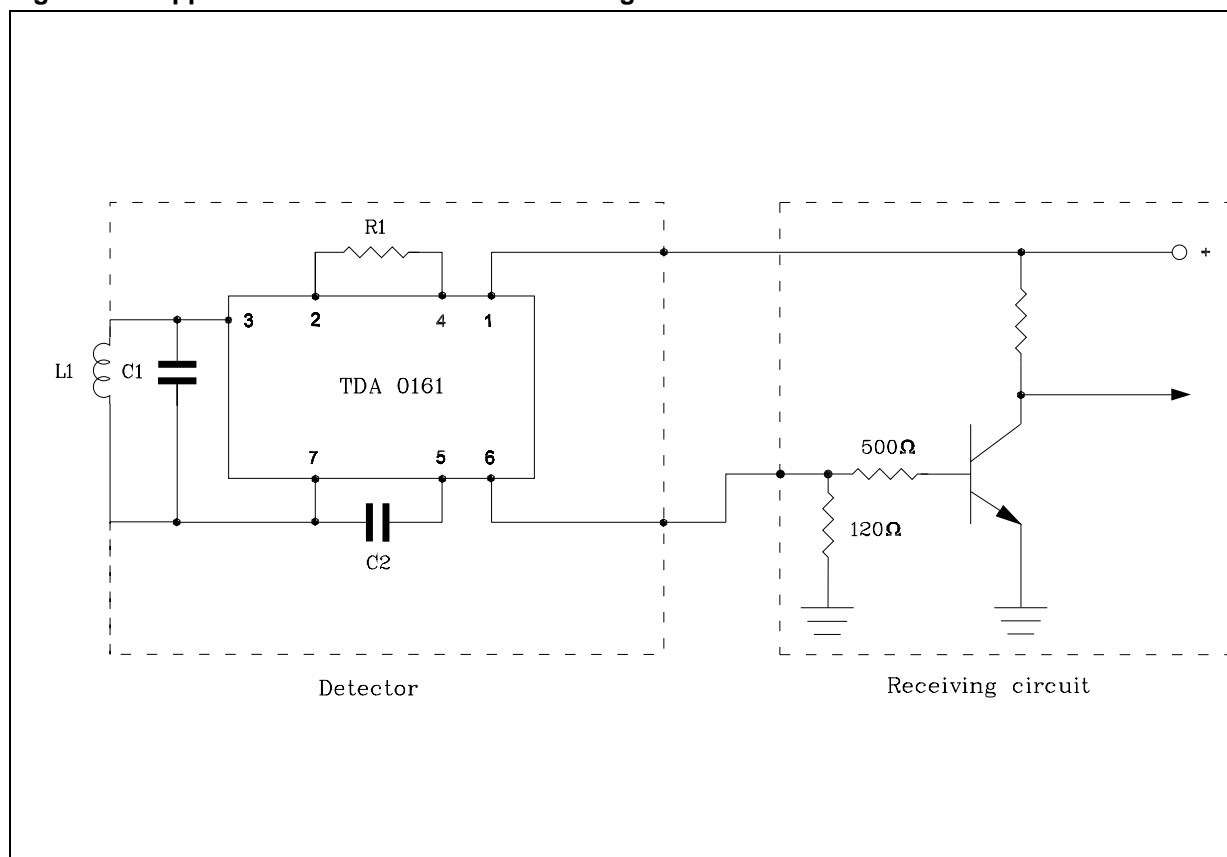 R1
3
2
4
1
L1
C1
TDA 0161
7
5
6
C2
500Ω
120Ω
+
Detector
Receiving circuit